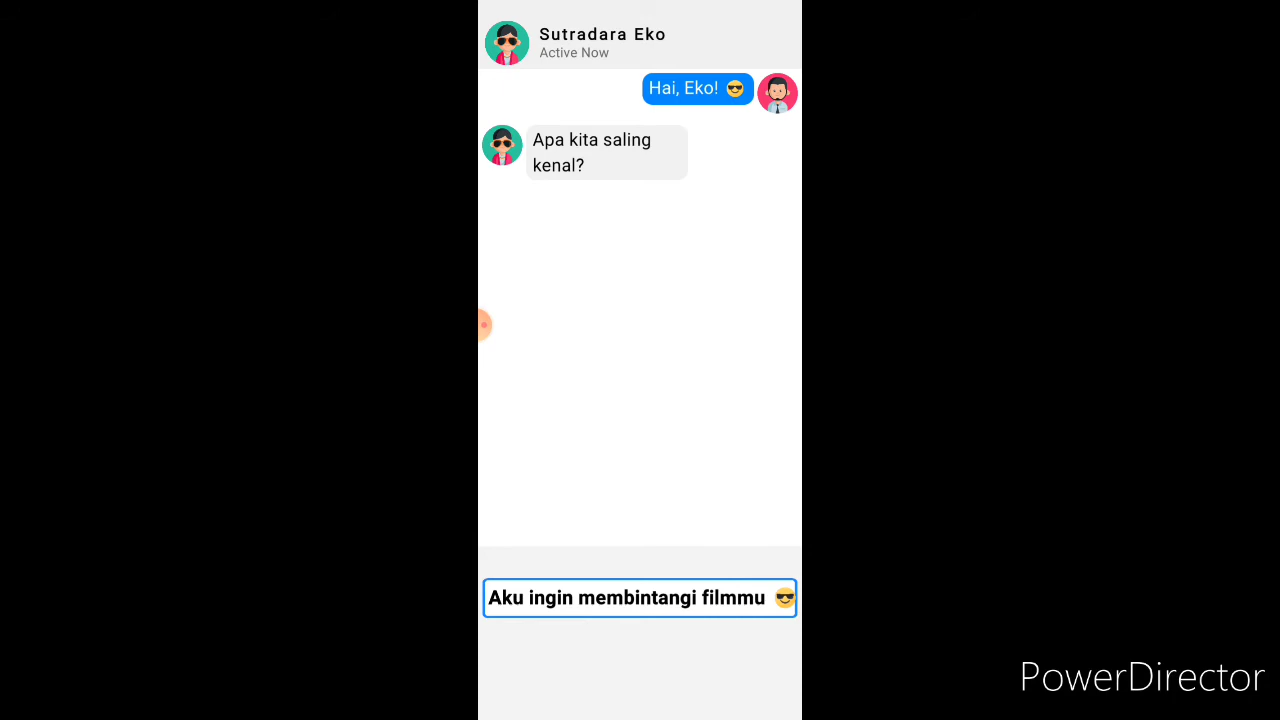 Sutradara Eko
Active Now
Hai, Eko! 😎
Apa kita saling
kenal?
Aku ingin membintangi filmmu 😎
PowerDirector